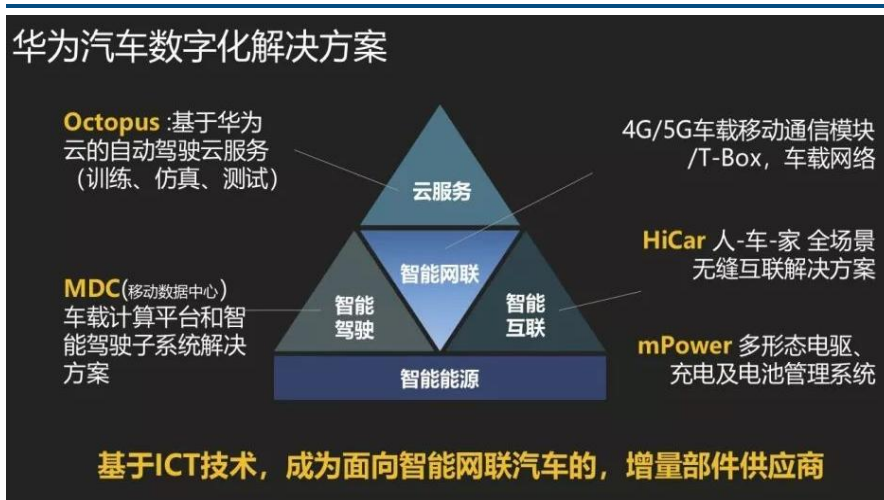 华为汽车数字化解决方案
Octopus :基于华为
云的自动驾驶云服务
（训练、仿真、测试）
MDC(移动数据中心）
车载计算平台和智
能驾驶子系统解决
方案
云服务
智能网联
智能
驾驶
智能
互联
智能能源
4G/5G车载移动通信模块
/T-Box，车载网络
HiCar 人-车-家 全场景
无缝互联解决方案
mPower 多形态电驱、
充电及电池管理系统
基于ICT技术，成为面向智能网联汽车的，增量部件供应商